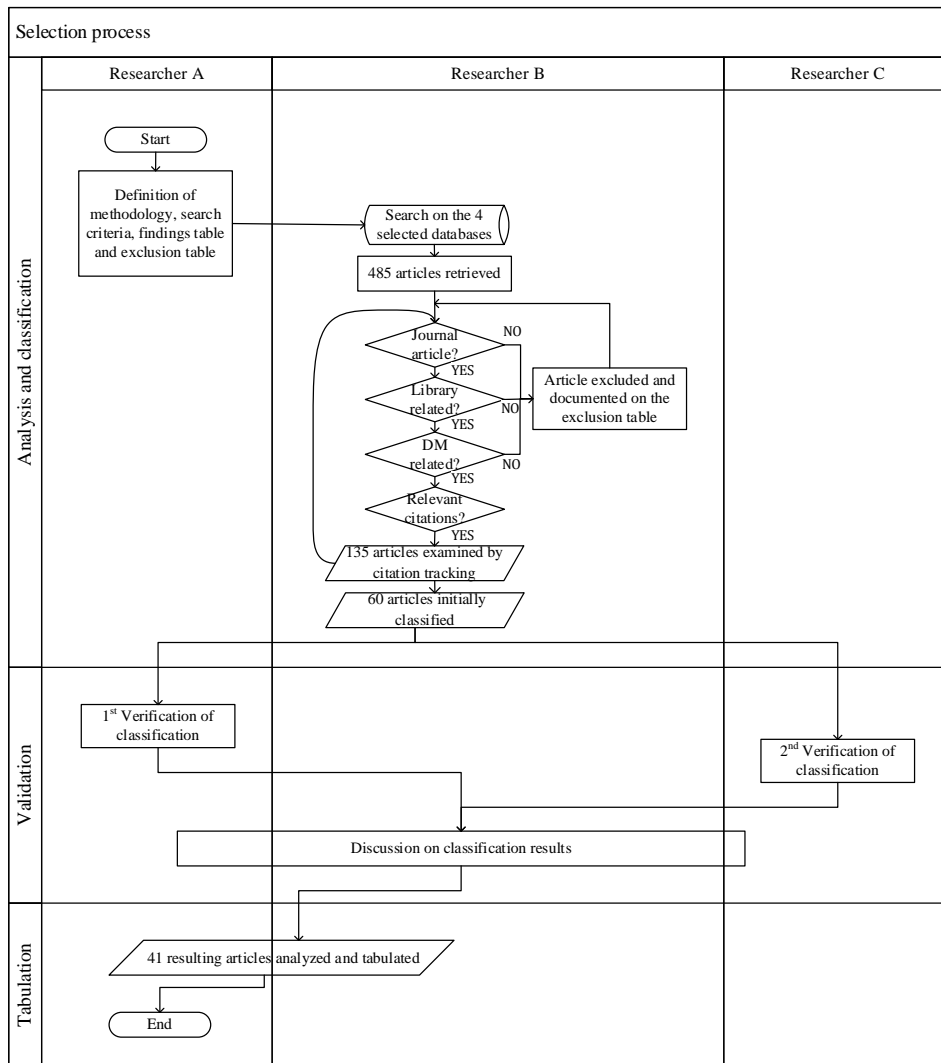 Selection process
Researcher A
Researcher B
Researcher C
Analysis and classification
Start
Definition of
methodology, search
criteria, findings table
and exclusion table
Search on the 4
selected databases
485 articles retrieved
Journal
article?
NO
YES
Library
related?
NO
YES
Article excluded and
documented on the
exclusion table
DM
related?
NO
YES
Relevant
citations?
YES
135 articles examined by
citation tracking
60 articles initially
classified
Validation
1st Verification of
classification
2nd Verification of
classification
Discussion on classification results
Tabulation
41 resulting articles analyzed and tabulated
End